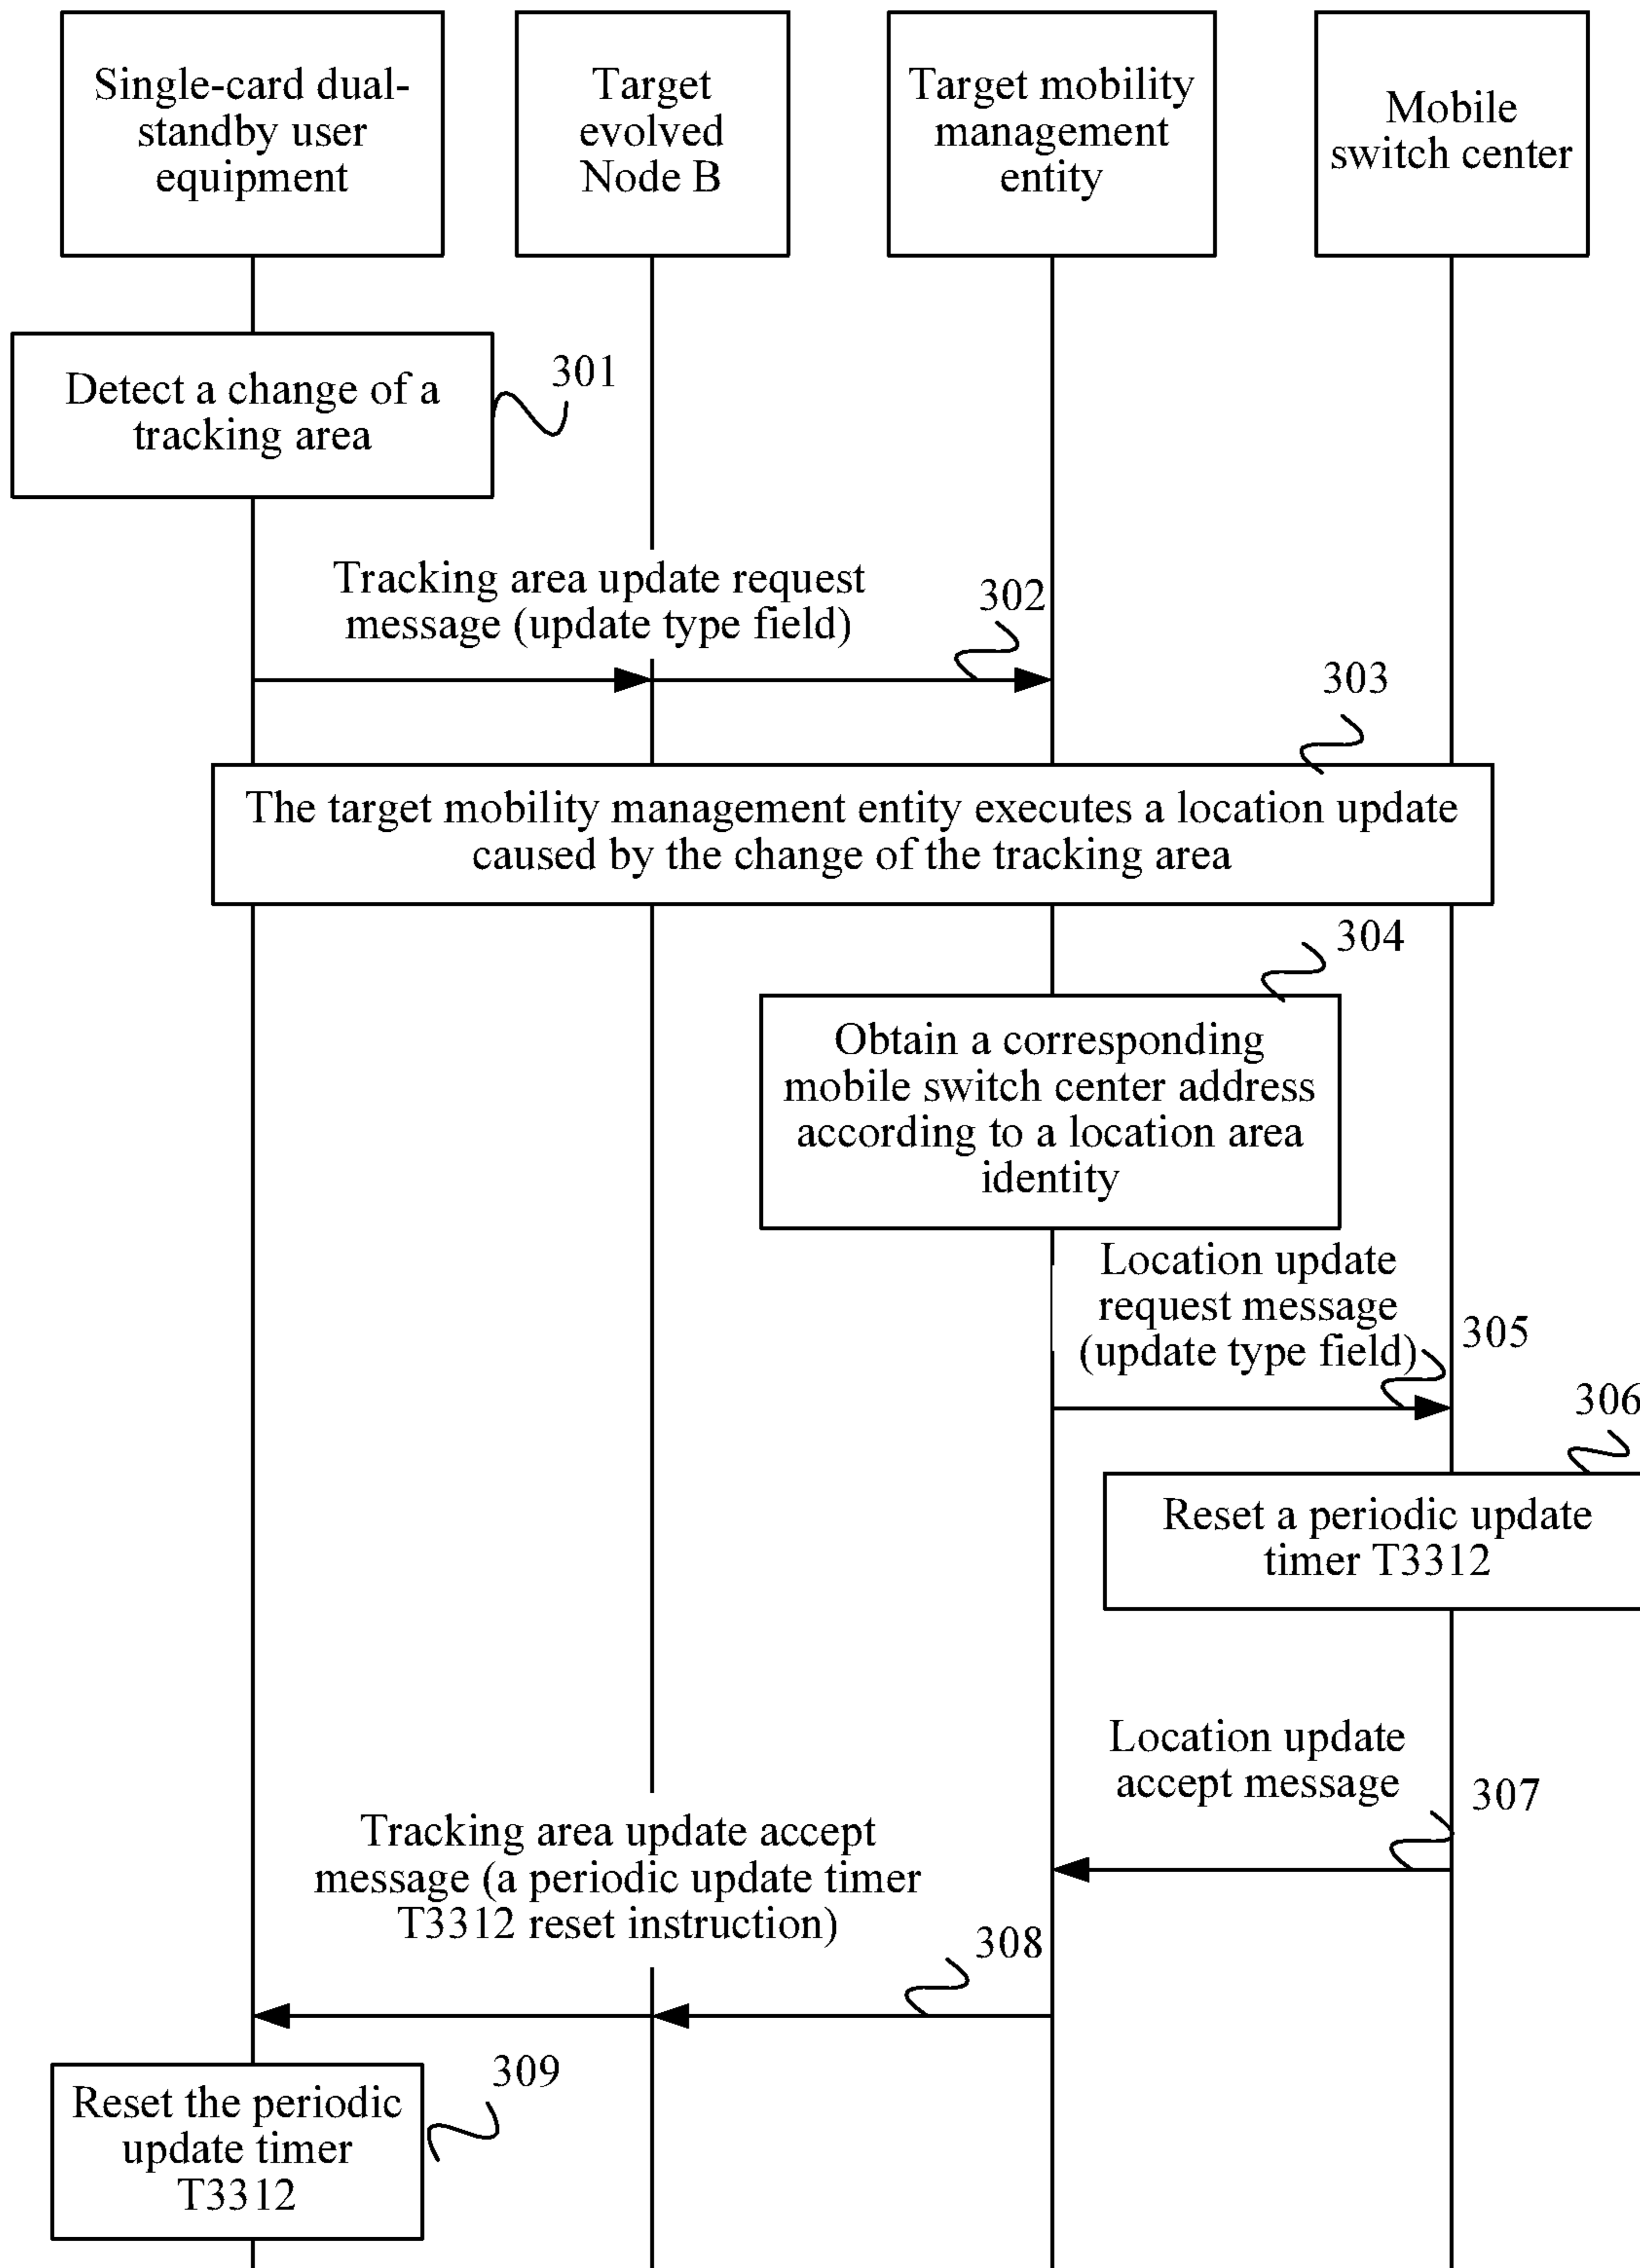 Single-card dual-
standby user
equipment
Target
evolved
Node B
Target mobility
management
entity
Mobile
switch center
Detect a change of a
tracking area
301
Tracking area update request
message (update type field)
302
303
The target mobility management entity executes a location update
caused by the change of the tracking area
304
Obtain a corresponding
mobile switch center address
according to a location area
identity
Location update
request message
(update type field)
305
306
Reset a periodic update
timer T3312
Location update
accept message
307
Tracking area update accept
message (a periodic update timer
T3312 reset instruction)
308
309
Reset the periodic
update timer
T3312